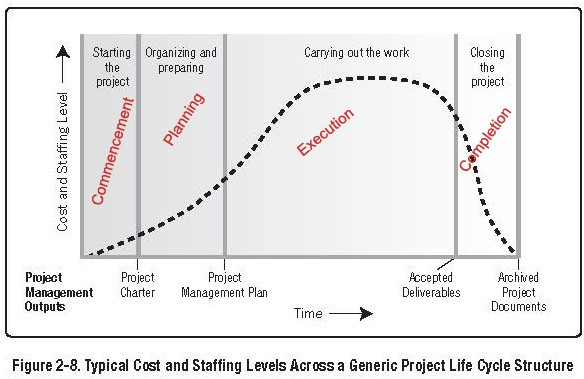 Starting
the
project
Organizing and
preparing
Carrying out the work
Closing
the
project
Cost and Staffing Level
Commencement
Planning
Execution
Completion
Project
Management
Outputs
Project
Charter
Project
Management Plan
Accepted
Deliverables
Archived
Project
Documents
Time
Figure 2-8. Typical Cost and Staffing Levels Across a Generic Project Life Cycle Structure